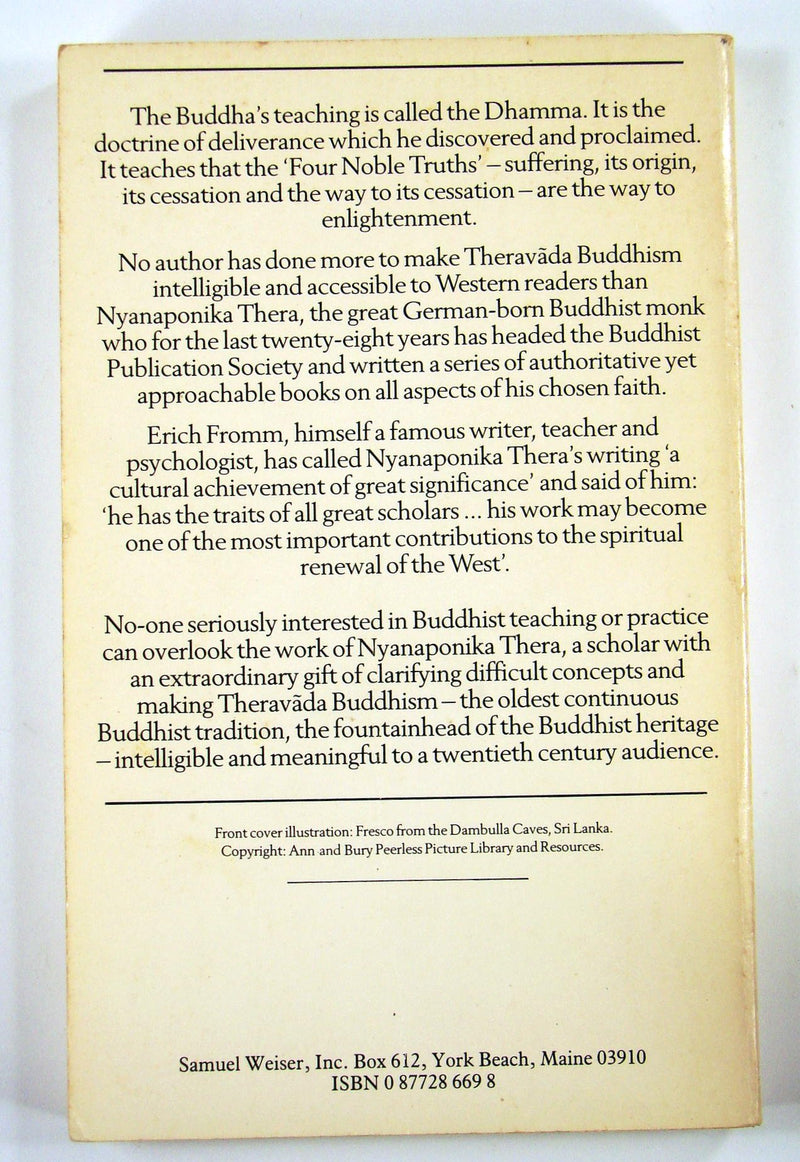 The Buddha's teaching is called the Dhamma. It is the
doctrine of deliverance which he discovered and proclaimed.
It teaches that the ‘Four Noble Truths’ – suffering, its origin,
its cessation and the way to its cessation – are the way to
enlightenment.
No author has done more to make Theravāda Buddhism
intelligible and accessible to Western readers than
Nyanaponika Thera, the great German-born Buddhist monk
who for the last twenty-eight years has headed the Buddhist
Publication Society and written a series of authoritative yet
approachable books on all aspects of his chosen faith.
Erich Fromm, himself a famous writer, teacher and
psychologist, has called Nyanaponika Thera's writing ‘a
cultural achievement of great significance’ and said of him:
‘he has the traits of all great scholars ... his work may become
one of the most important contributions to the spiritual
renewal of the West’.
No-one seriously interested in Buddhist teaching or practice
can overlook the work of Nyanaponika Thera, a scholar with
an extraordinary gift of clarifying difficult concepts and
making Theravāda Buddhism – the oldest continuous
Buddhist tradition, the fountainhead of the Buddhist heritage
– intelligible and meaningful to a twentieth century audience.
Front cover illustration: Fresco from the Dambulla Caves, Sri Lanka.
Copyright: Ann and Bury Peerless Picture Library and Resources.
Samuel Weiser, Inc. Box 612, York Beach, Maine 03910
ISBN 0 87728 669 8